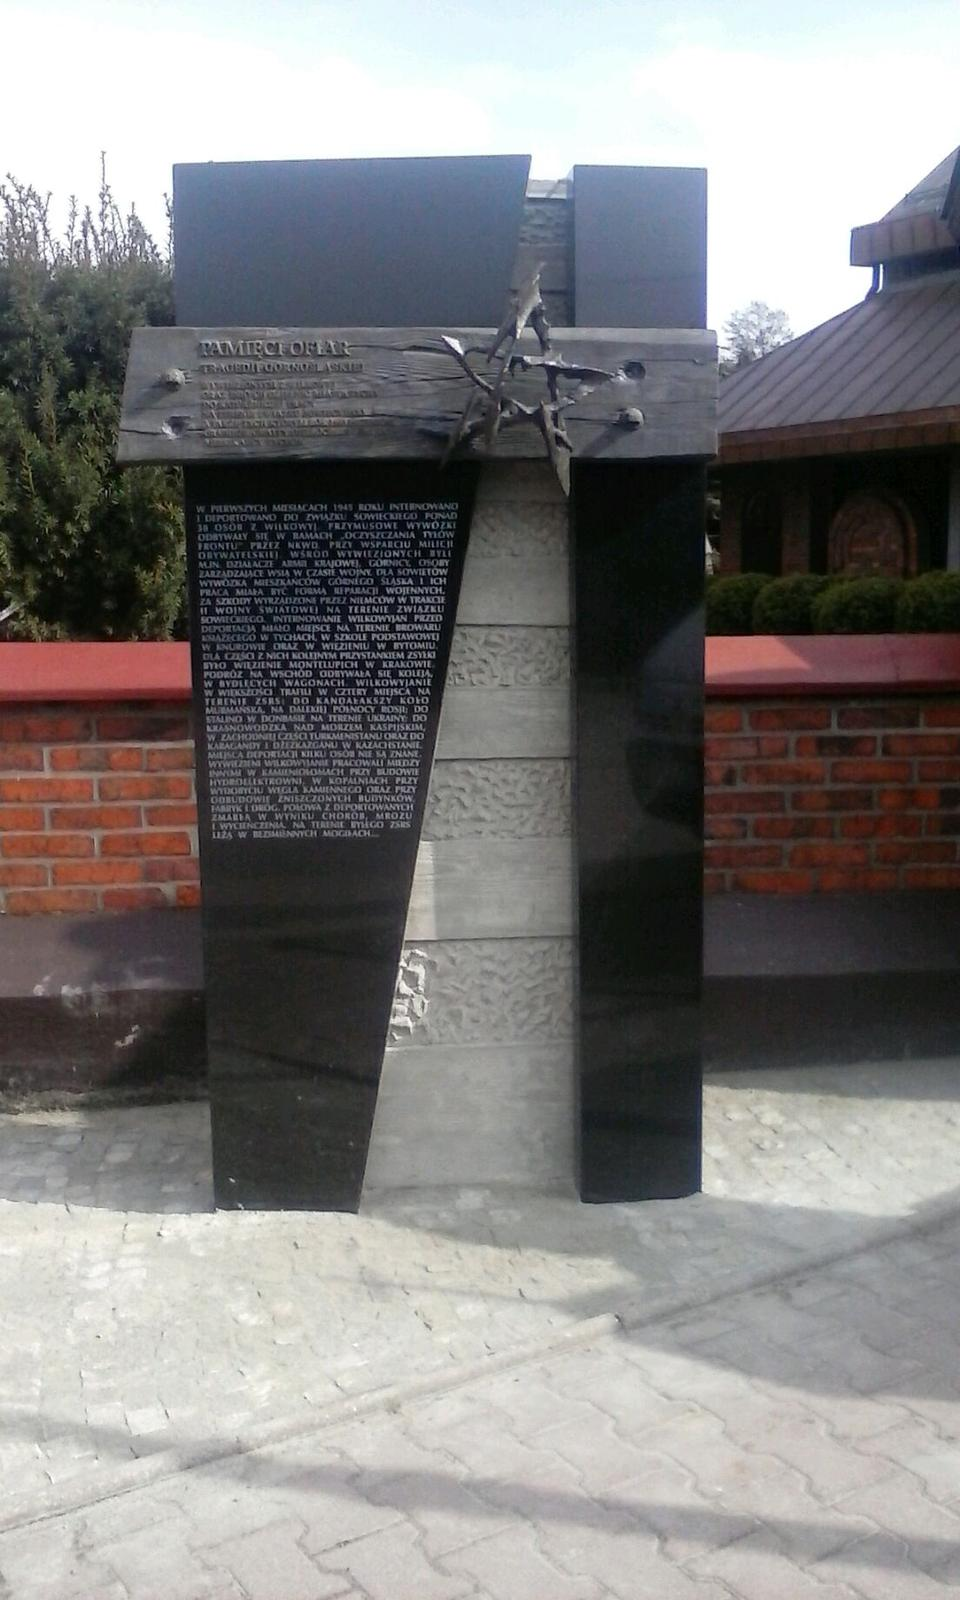 PAMIĘCI OFIAR
TRAGEDII GÓRNOŚLĄSKIEJ
W PIERWSZYCH MIESIĄCACH 1945 ROKU INTERNOWANO
I DEPORTOWANO DO ZWIĄZKU SOWIECKIEGO PONAD
38 OSÓB Z WILKOWYJ. PRZYMUSOWE WYWÓZKI
ODBYWAŁY SIĘ W RAMACH „OCZYSZCZANIA TYŁÓW
FRONTU” PRZEZ NKWD, PRZY WSPARCIU MILICJI
OBYWATELSKIEJ. WŚRÓD WYWIEZIONYCH BYLI
M.IN. DZIAŁACZE ARMII KRAJOWEJ, GÓRNICY, OSOBY
ZARZĄDZAJĄCE WSIĄ W CZASIE WOJNY. DLA SOWIETÓW
WYWÓZKA MIESZKAŃCÓW GÓRNEGO ŚLĄSKA I ICH
PRACA MIAŁA BYĆ FORMĄ REPARACJI WOJENNYCH,
ZA SZKODY WYRZĄDZONE PRZEZ NIEMCÓW W TRAKCIE
II WOJNY ŚWIATOWEJ NA TERENIE ZWIĄZKU
SOWIECKIEGO. INTERNOWANIE WILKOWYJAN PRZED
DEPORTACJĄ MIAŁO MIEJSCE NA TERENIE BROWARU
KSIĄŻĘCEGO W TYCHACH, W SZKOLE PODSTAWOWEJ
W KNUROWIE ORAZ W WIĘZIENIU W BYTOMIU.
DLA CZĘŚCI Z NICH KOLEJNYM PRZYSTANKIEM ZSYŁKI
BYŁO WIĘZIENIE MONTELUPICH W KRAKOWIE.
PODRÓŻ NA WSCHÓD ODBYWAŁA SIĘ KOLEJĄ,
W BYDLĘCYCH WAGONACH. WILKOWYJANIE
W WIĘKSZOŚCI TRAFILI W CZTERY MIEJSCA NA
TERENIE ZSRS: DO KANDAŁAKSZY KOŁO
MURMAŃSKA, NA DALEKIEJ PÓŁNOCY ROSJI; DO
STALINO W DONBASIE NA TERENIE UKRAINY; DO
KRASNOWODZKA NAD MORZEM KASPIJSKIM,
W ZACHODNIEJ CZĘŚCI TURKMENISTANU ORAZ DO
KARAGANDY I DŻEZKAZGANU W KAZACHSTANIE.
MIEJSCA DEPORTACJI KILKU OSÓB NIE SĄ ZNANE.
WYWIEZIENI WILKOWYJANIE PRACOWALI MIĘDZY
INNYMI W KAMIENIOŁOMACH PRZY BUDOWIE
HYDROELEKTROWNI, W KOPALNIACH PRZY
WYDOBYCIU WĘGLA KAMIENNEGO ORAZ PRZY
ODBUDOWIE ZNISZCZONYCH BUDYNKÓW,
FABRYK I DRÓG. POŁOWA Z DEPORTOWANYCH
ZMARŁA W WYNIKU CHORÓB, MROZU
I WYCIEŃCZENIA. NA TERENIE BYŁEGO ZSRS
LEŻĄ W BEZIMIENNYCH MOGIŁACH...